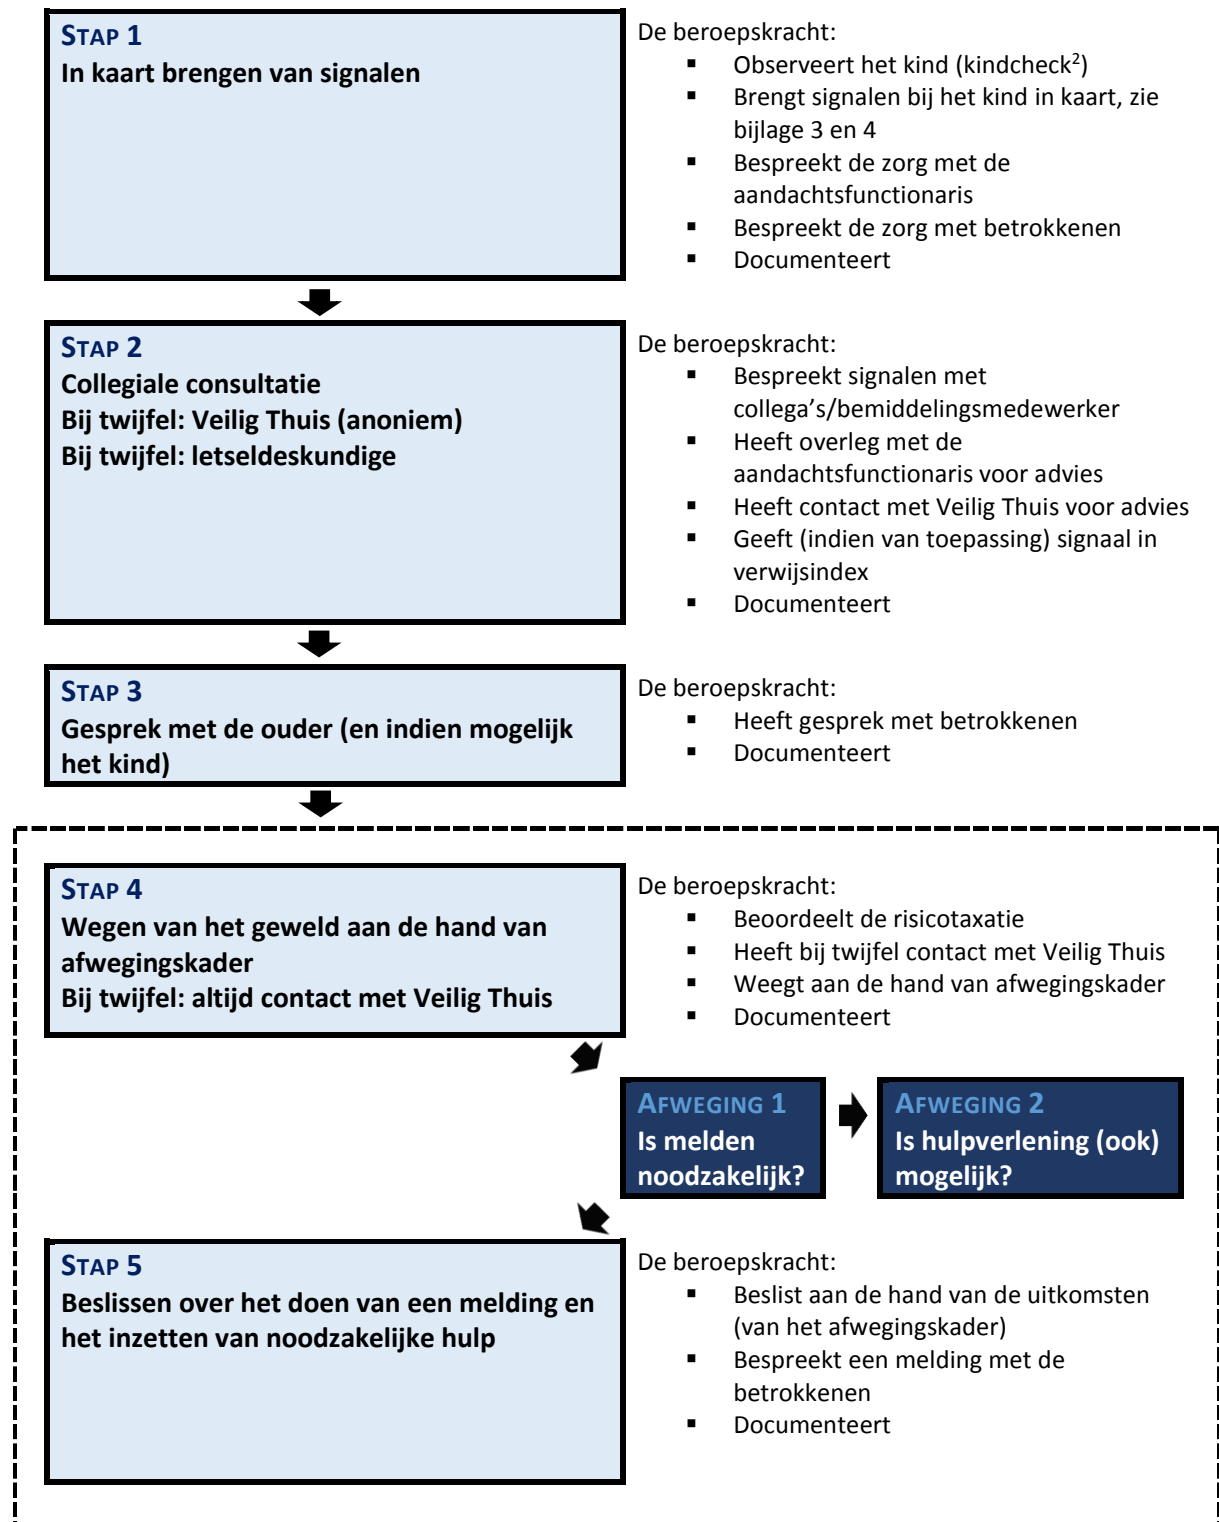 STAP 1
In kaart brengen van signalen
De beroepskracht:
▪ Observeert het kind (kindcheck²)
▪ Brengt signalen bij het kind in kaart, zie
bijlage 3 en 4
▪ Bespreekt de zorg met de
aandachtsfunctionaris
▪ Bespreekt de zorg met betrokkenen
▪ Documenteert
STAP 2
Collegiale consultatie
Bij twijfel: Veilig Thuis (anoniem)
Bij twijfel: letseldeskundige
De beroepskracht:
▪ Bespreekt signalen met
collega’s/bemiddelingsmedewerker
▪ Heeft overleg met de
aandachtsfunctionaris voor advies
▪ Heeft contact met Veilig Thuis voor advies
▪ Geeft (indien van toepassing) signaal in
verwijsindex
▪ Documenteert
STAP 3
Gesprek met de ouder (en indien mogelijk
het kind)
De beroepskracht:
▪ Heeft gesprek met betrokkenen
▪ Documenteert
STAP 4
Wegen van het geweld aan de hand van
afwegingskader
Bij twijfel: altijd contact met Veilig Thuis
De beroepskracht:
▪ Beoordeelt de risicotaxatie
▪ Heeft bij twijfel contact met Veilig Thuis
▪ Weegt aan de hand van afwegingskader
▪ Documenteert
AFWEGING 1
Is melden
noodzakelijk?
AFWEGING 2
Is hulpverlening (ook)
mogelijk?
STAP 5
Beslissen over het doen van een melding en
het inzetten van noodzakelijke hulp
De beroepskracht:
▪ Beslist aan de hand van de uitkomsten
(van het afwegingskader)
▪ Bespreekt een melding met de
betrokkenen
▪ Documenteert